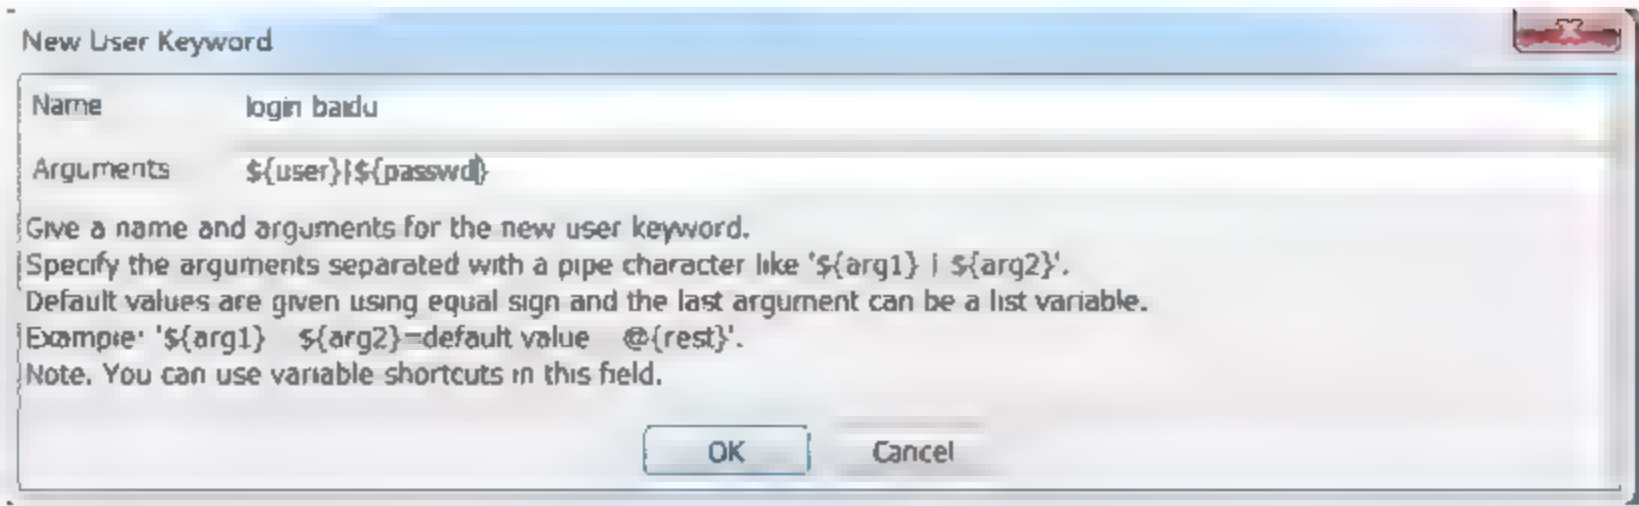 New User Keyword
Name login baidu
Arguments ${user}|${passwd}
Give a name and arguments for the new user keyword.
Specify the arguments separated with a pipe character like '${arg1} | ${arg2}'.
Default values are given using equal sign and the last argument can be a list variable.
Example: '${arg1} ${arg2}=default value @{rest}'.
Note. You can use variable shortcuts in this field.
OK Cancel